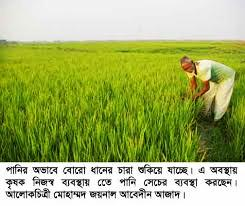 পানির অভাবে বোরো ধানের চারা শুকিয়ে যাচ্ছে। এ অবস্থায়
কৃষক নিজস্ব ব্যবস্থায় তে পানি সেচের ব্যবস্থা করছেন।
আলোকচিত্রী মোহাম্মদ জয়নাল আবেদীন আজাদ।